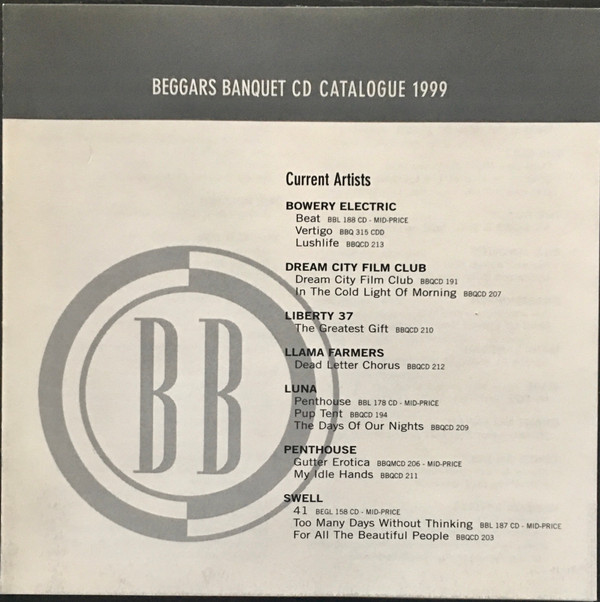 BEGGARS BANQUET CD CATALOGUE 1999
Current Artists
BOWERY ELECTRIC
Beat BBL 188 CD - MID-PRICE
Vertigo BBQ 315 CDD
Lushlife BBQCD 213
DREAM CITY FILM CLUB
Dream City Film Club BBQCD 191
In The Cold Light Of Morning BBQCD 207
LIBERTY 37
The Greatest Gift BBQCD 210
LLAMA FARMERS
Dead Letter Chorus BBQCD 212
LUNA
Penthouse BBL 178 CD - MID-PRICE
Pup Tent BBQCD 194
The Days Of Our Nights BBQCD 209
PENTHOUSE
Gutter Erotica BBQMCD 206 - MID-PRICE
My Idle Hands BBQCD 211
SWELL
41 BEGL 158 CD - MID-PRICE
Too Many Days Without Thinking BBL 187 CD - MID-PRICE
For All The Beautiful People BBQCD 203
BB